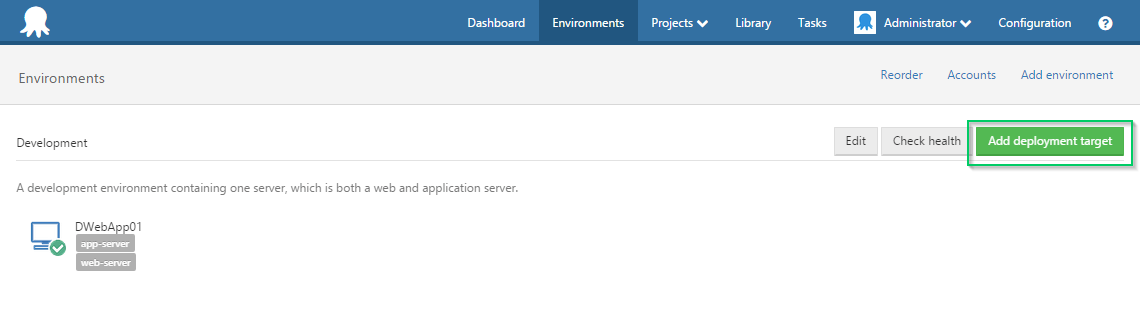 Dashboard Environments Projects Library Tasks Administrator Configuration ?
Environments Reorder Accounts Add environment
Development Edit Check health Add deployment target
A development environment containing one server, which is both a web and application server.
DWebApp01
app-server
web-server